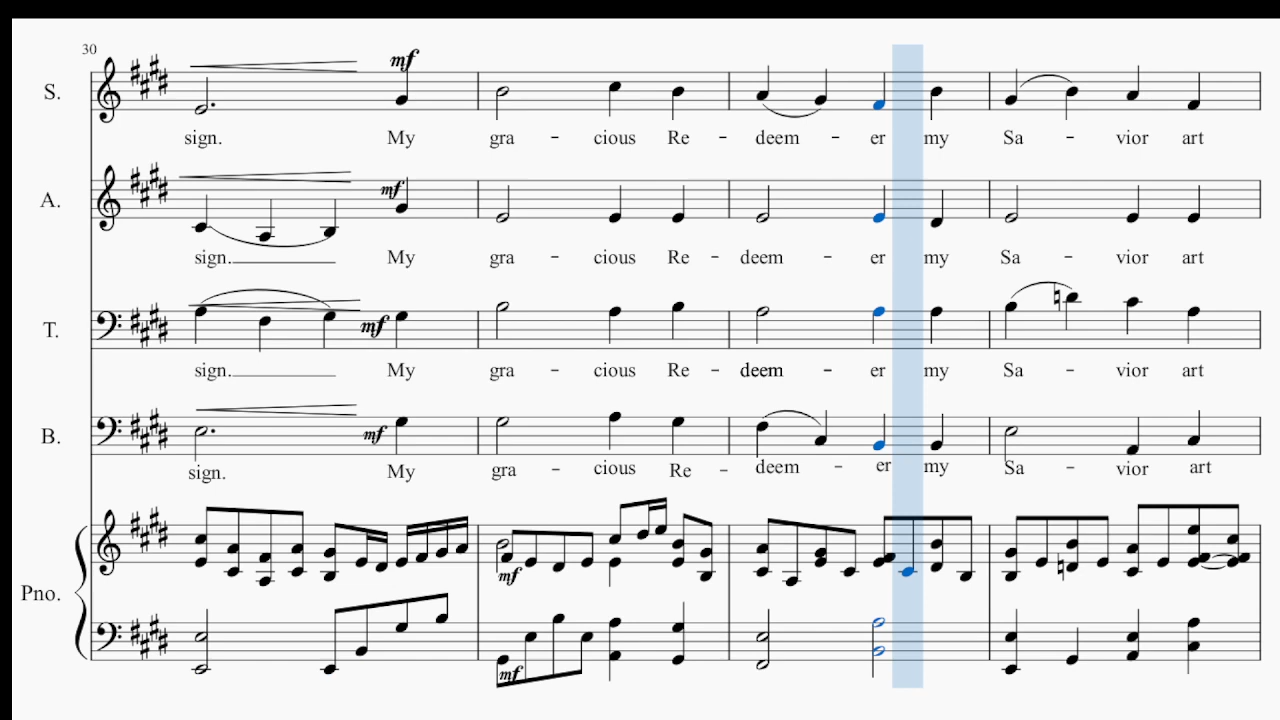 30
mf
S.
sign. My gra - cious Re - deem - er my Sa - vior art
mf
A.
sign. My gra - cious Re - deem - er my Sa - vior art
T.
mf
sign. My gra - cious Re - deem - er my Sa - vior art
B.
mf
sign. My gra - cious Re - deem - er my Sa - vior art
mf
Pno.
mf